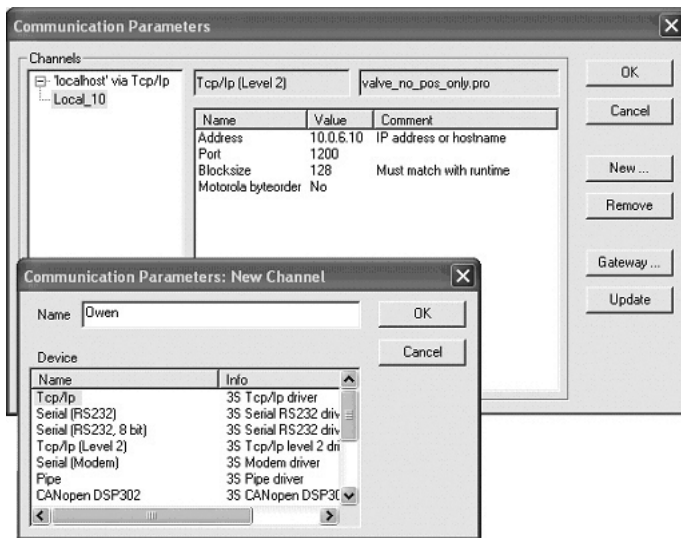 Communication Parameters
Channels
'localhost' via Tcp/Ip
Local_10
Tcp/Ip (Level 2)
valve_no_pos_only.pro
Name Value Comment
Address 10.0.6.10 IP address or hostname
Port 1200
Blocksize 128 Must match with runtime
Motorola byteorder No
OK
Cancel
New ...
Remove
Gateway ...
Update
Communication Parameters: New Channel
Name Owen
OK
Cancel
Device
Name Info
Tcp/Ip 3S Tcp/Ip driver
Serial (RS232) 3S Serial RS232 driv
Serial (RS232, 8 bit) 3S Serial RS232 driv
Tcp/Ip (Level 2) 3S Tcp/Ip level 2 dri
Serial (Modem) 3S Modem driver
Pipe 3S Pipe driver
CANopen DSP302 3S CANopen DSP30